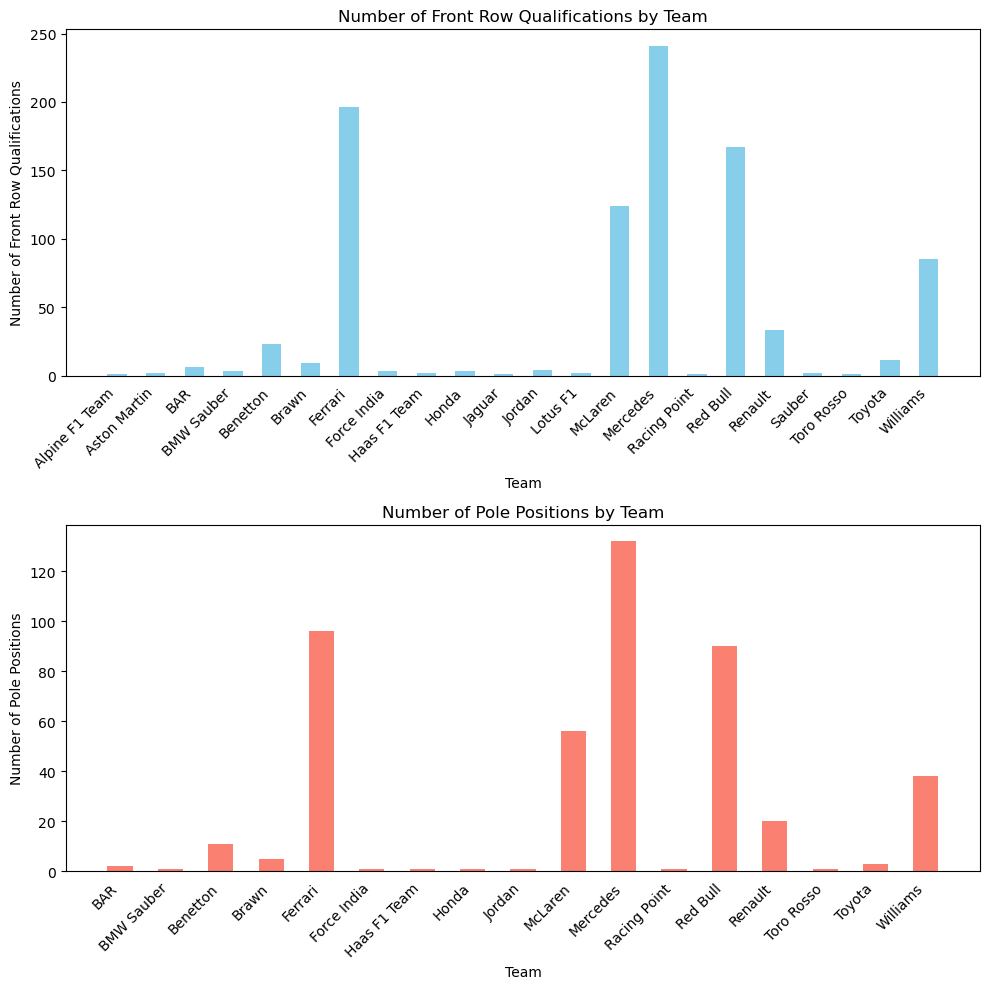 Number of Front Row Qualifications by Team
Number of Front Row Qualifications
250
200
150
100
50
0
Alpine F1 Team
Aston Martin
BAR
BMW Sauber
Benetton
Brawn
Ferrari
Force India
Haas F1 Team
Honda
Jaguar
Jordan
Lotus F1
McLaren
Mercedes
Racing Point
Red Bull
Renault
Sauber
Toro Rosso
Toyota
Williams
Team
Number of Pole Positions by Team
Number of Pole Positions
120
100
80
60
40
20
0
BAR
BMW Sauber
Benetton
Brawn
Ferrari
Force India
Haas F1 Team
Honda
Jordan
McLaren
Mercedes
Racing Point
Red Bull
Renault
Toro Rosso
Toyota
Williams
Team